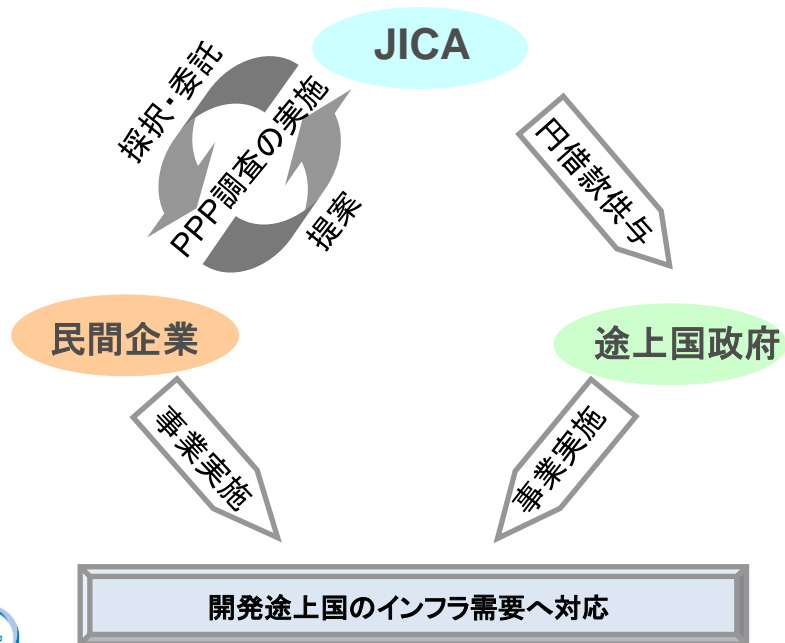 JICA
採択・委託
PPP調査の実施
提案
円借款供与
民間企業
途上国政府
事業実施
事業実施
開発途上国のインフラ需要へ対応